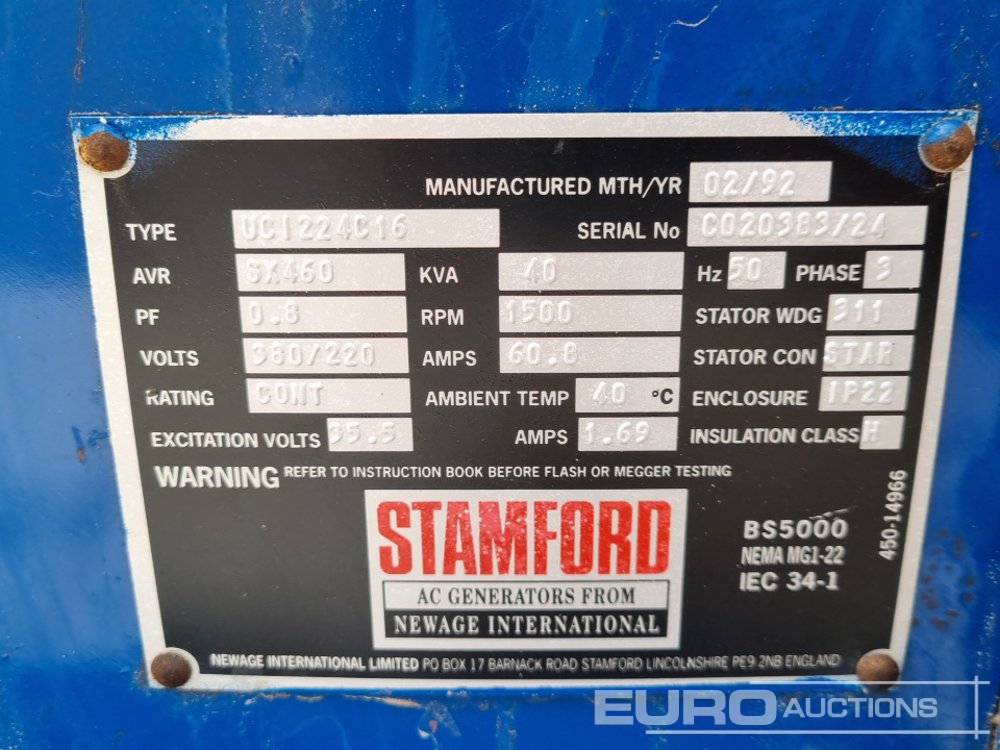 MANUFACTURED MTH/YR 02/92
TYPE UCI224C16 SERIAL No C020383/24
AVR SX460 KVA 40 Hz 50 PHASE 3
PF 0.8 RPM 1500 STATOR WDG 311
VOLTS 380/220 AMPS 60.8 STATOR CON STAR
RATING CONT AMBIENT TEMP 40 °C ENCLOSURE IP22
EXCITATION VOLTS 35.5 AMPS 1.69 INSULATION CLASS H
WARNING REFER TO INSTRUCTION BOOK BEFORE FLASH OR MEGGER TESTING
STAMFORD
AC GENERATORS FROM
NEWAGE INTERNATIONAL
BS5000
NEMA MG1-22
IEC 34-1
450-14966
NEWAGE INTERNATIONAL LIMITED PO BOX 17 BARNACK ROAD STAMFORD LINCOLNSHIRE PE9 2NB ENGLAND
EURO AUCTIONS